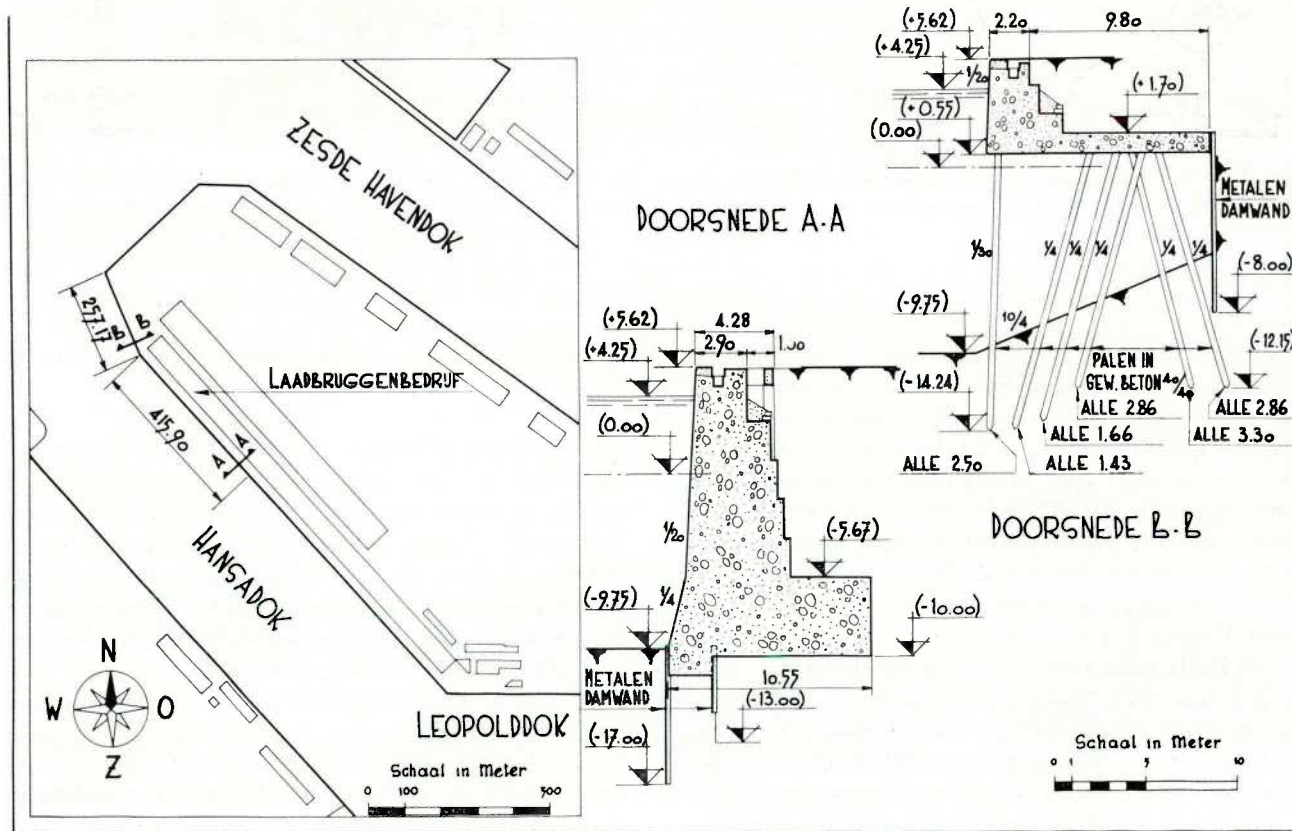 ZESDE HAVENDOK
257.17
B
B
LAADBRUGGENBEDRIJF
415.90
A
A
HANSADOK
N
W
O
Z
LEOPOLDDOK
Schaal in Meter
0 100 500
DOORSNEDE A-A
(+5.62)
4.28
2.90
(+4.25)
(0.00)
1/20
(-5.67)
1/4
(-9.75)
(-10.00)
METALEN
DAMWAND
10.55
(-13.00)
(-17.00)
(+5.62)
2.20
9.80
(+4.25)
1/20
(+1.70)
(+0.55)
(0.00)
METALEN
DAMWAND
1/30
1/4
1/4
1/4
1/4
1/4
(-8.00)
(-9.75)
10/4
(-12.15)
PALEN IN
GEW. BETON 40/40
(-14.24)
ALLE 2.86
ALLE 2.86
ALLE 1.66
ALLE 3.30
ALLE 2.50
ALLE 1.43
DOORSNEDE B-B
Schaal in Meter
0 1 5 10